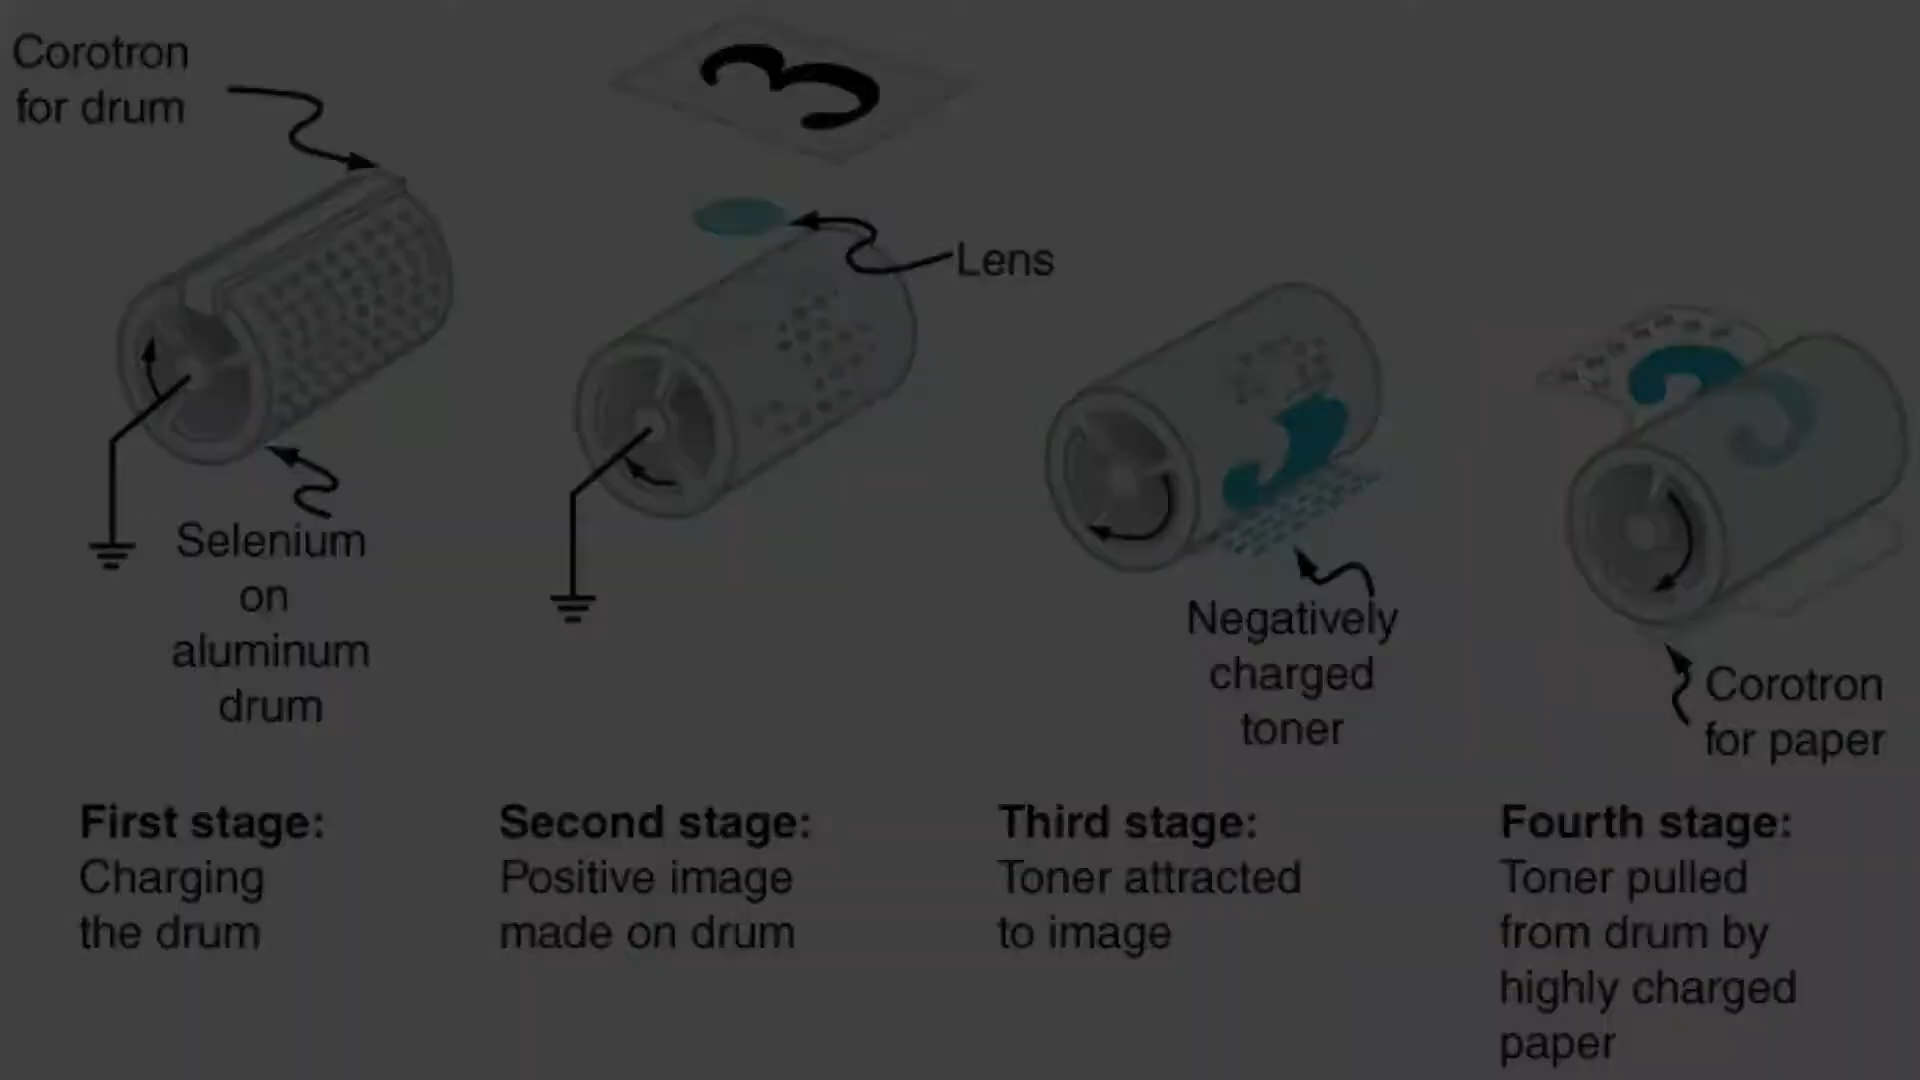 Corotron
for drum
3
Lens
Selenium
on
aluminum
drum
Negatively
charged
toner
Corotron
for paper
First stage:
Charging
the drum
Second stage:
Positive image
made on drum
Third stage:
Toner attracted
to image
Fourth stage:
Toner pulled
from drum by
highly charged
paper